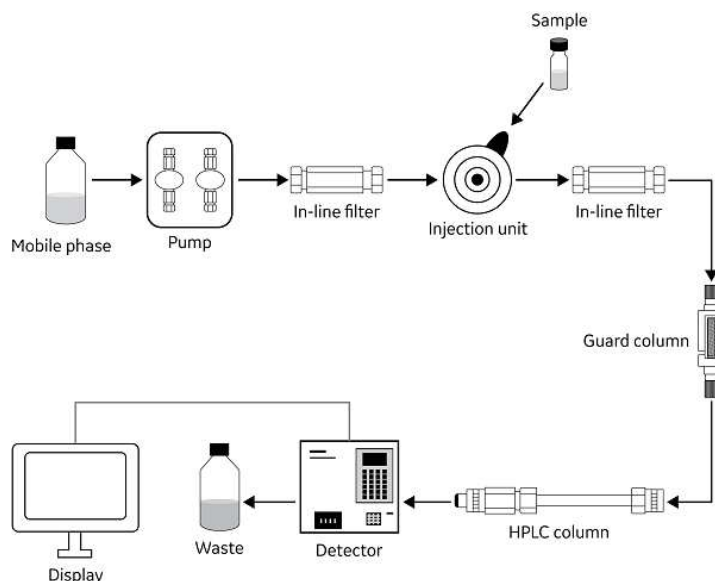 Sample
Mobile phase
Pump
In-line filter
Injection unit
In-line filter
Guard column
HPLC column
Detector
Waste
Display